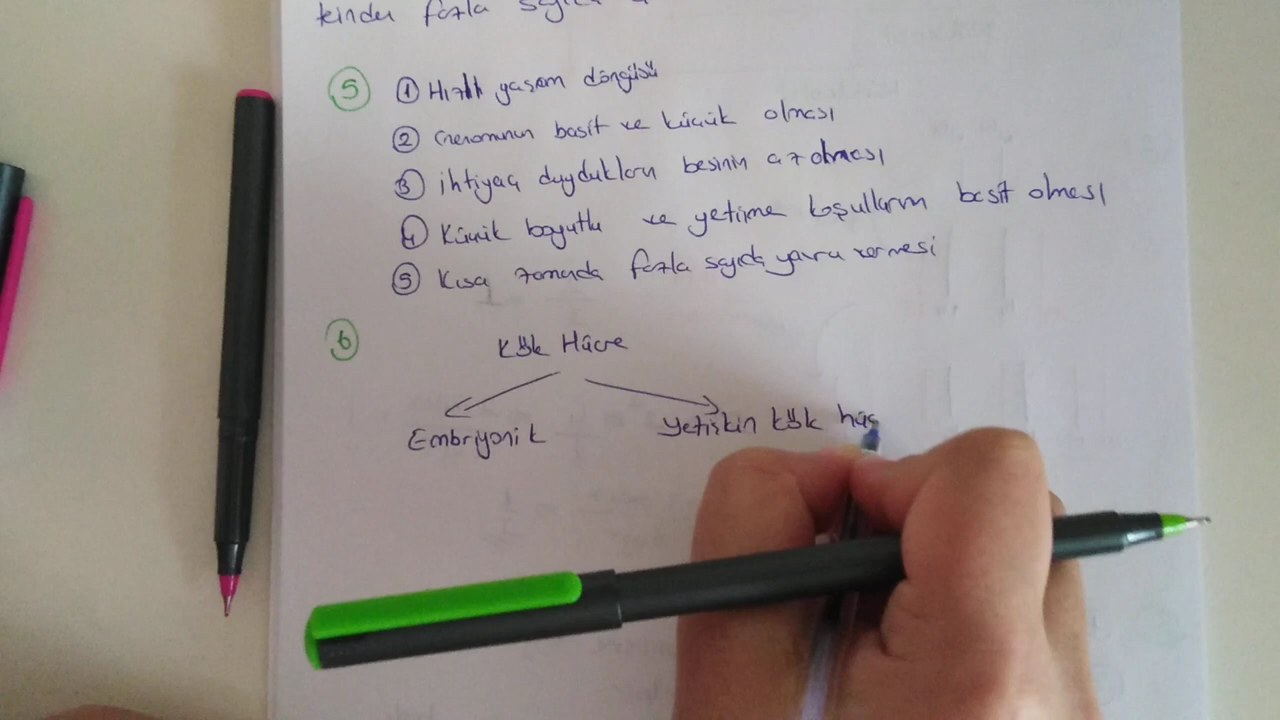 kinden fazla sayıda
5 1 Hızlı yaşam döngüsü
2 Genomunun basit ve küçük olması
3 ihtiyaç duydukları besinin az olması
4 Küçük boyutlu ve yetişme koşullarının basit olması
5 Kısa zamanda fazla sayıda yavru vermesi
6 Kök Hücre
Embriyonik Yetişkin kök hüc